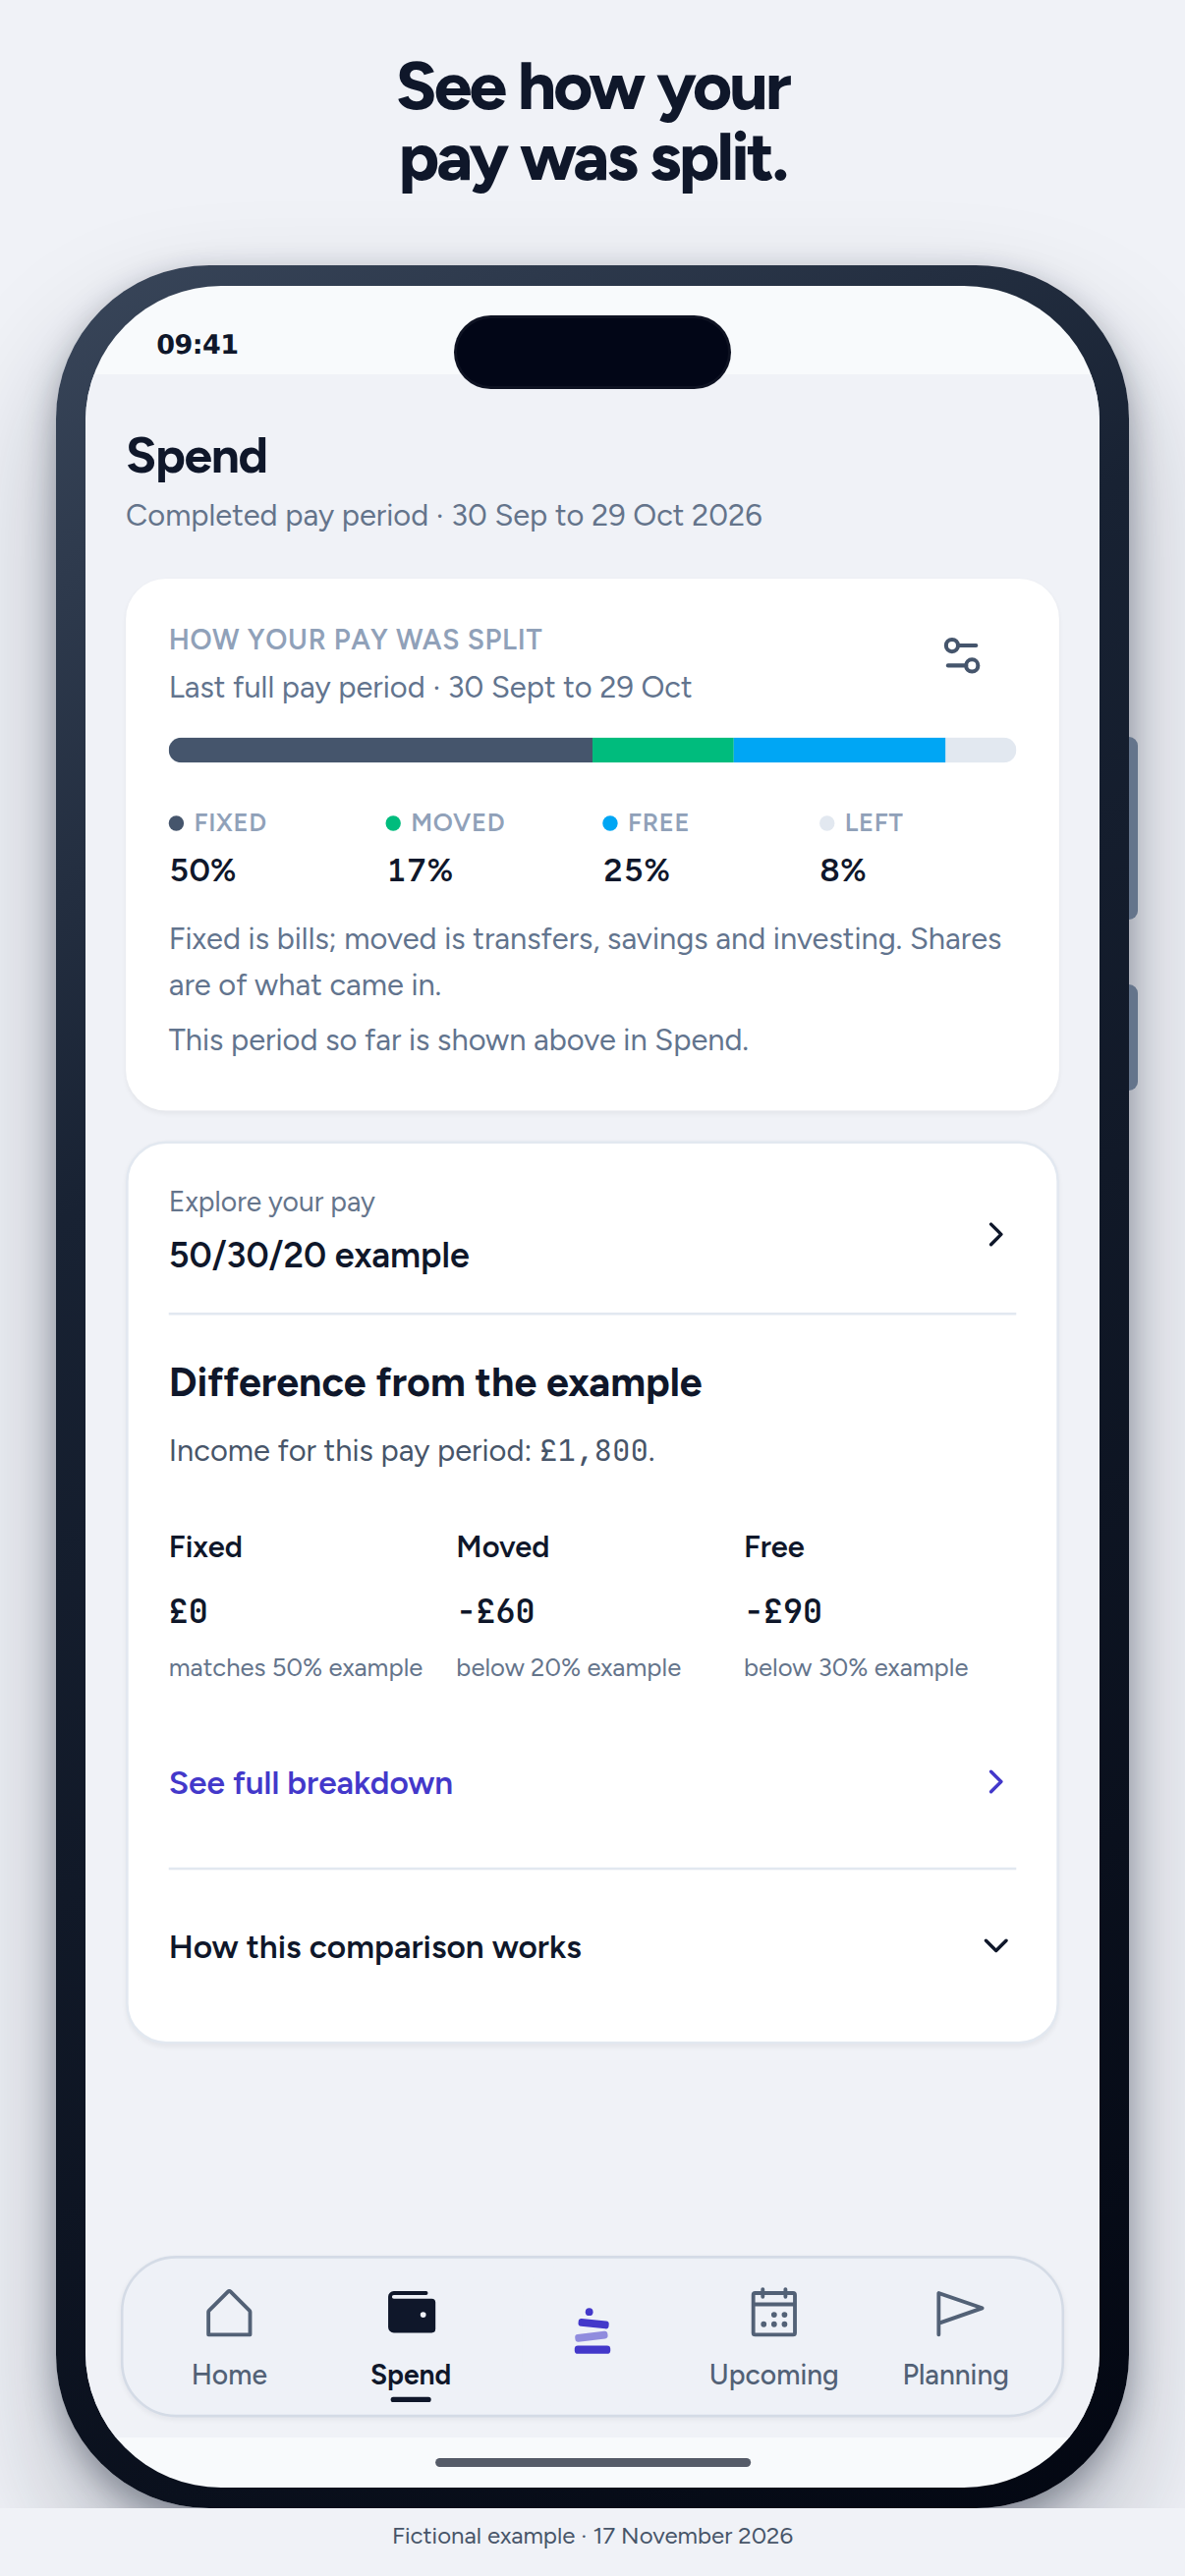 See how your
pay was split.
09:41
Spend
Completed pay period · 30 Sep to 29 Oct 2026
HOW YOUR PAY WAS SPLIT
Last full pay period · 30 Sept to 29 Oct
FIXED MOVED FREE LEFT
50% 17% 25% 8%
Fixed is bills; moved is transfers, savings and investing. Shares
are of what came in.
This period so far is shown above in Spend.
Explore your pay
50/30/20 example
Difference from the example
Income for this pay period: £1,800.
Fixed Moved Free
£0 -£60 -£90
matches 50% example below 20% example below 30% example
See full breakdown
How this comparison works
Home Spend Upcoming Planning
Fictional example · 17 November 2026